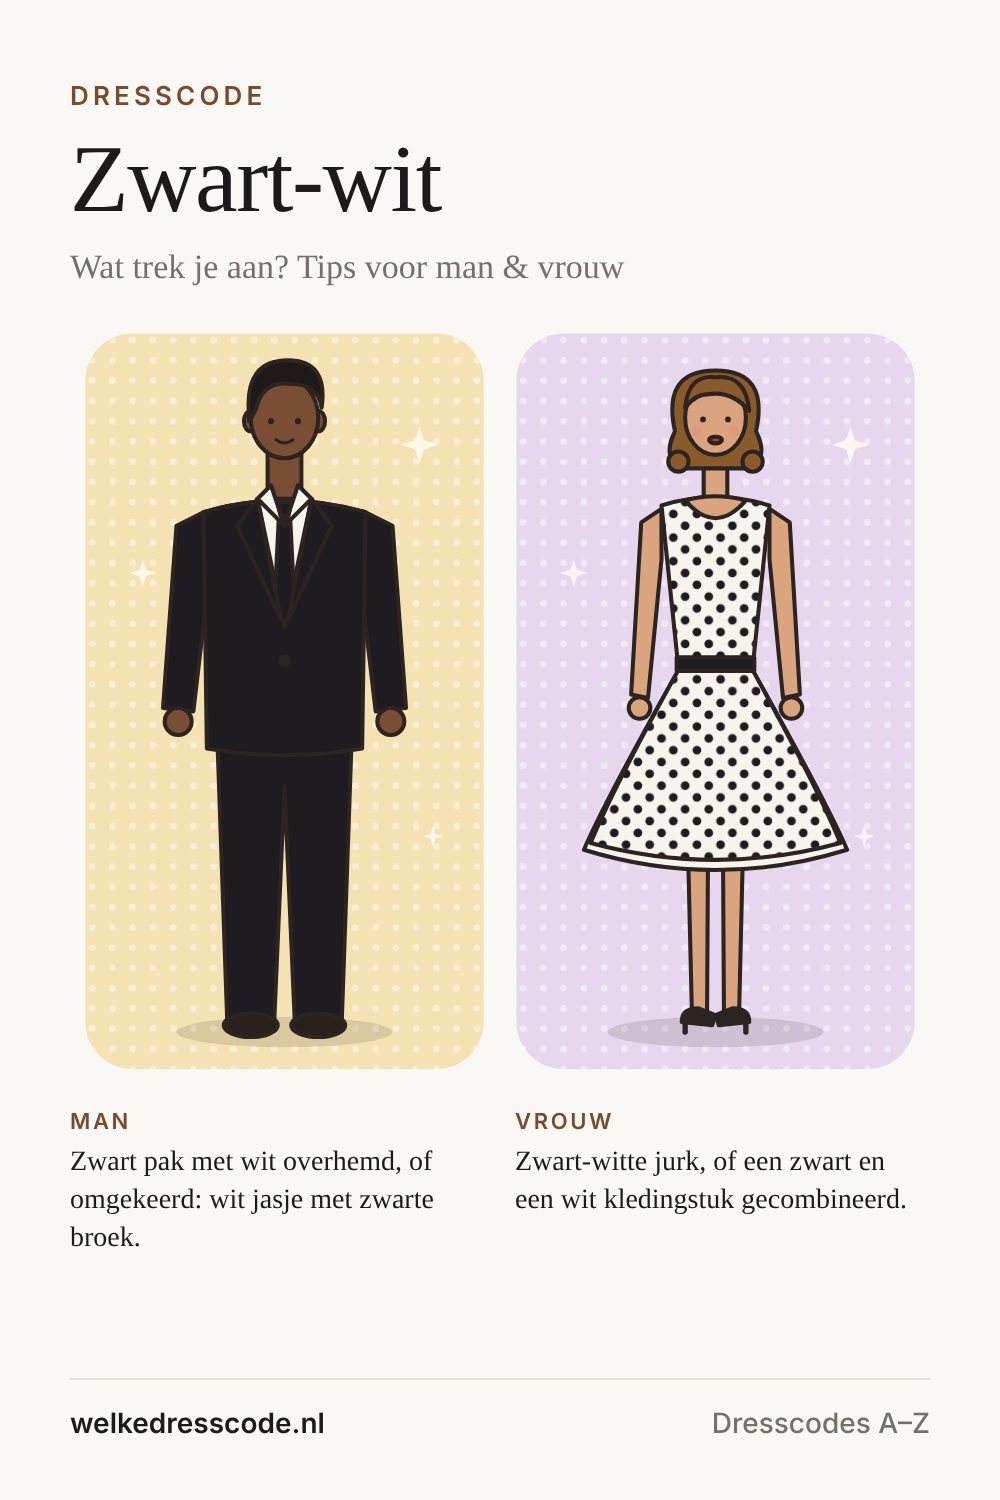 DRESSCODE
Zwart-wit
Wat trek je aan? Tips voor man & vrouw
MAN
Zwart pak met wit overhemd, of
omgekeerd: wit jasje met zwarte
broek.
VROUW
Zwart-witte jurk, of een zwart en
een wit kledingstuk gecombineerd.
welkedresscode.nl
Dresscodes A–Z